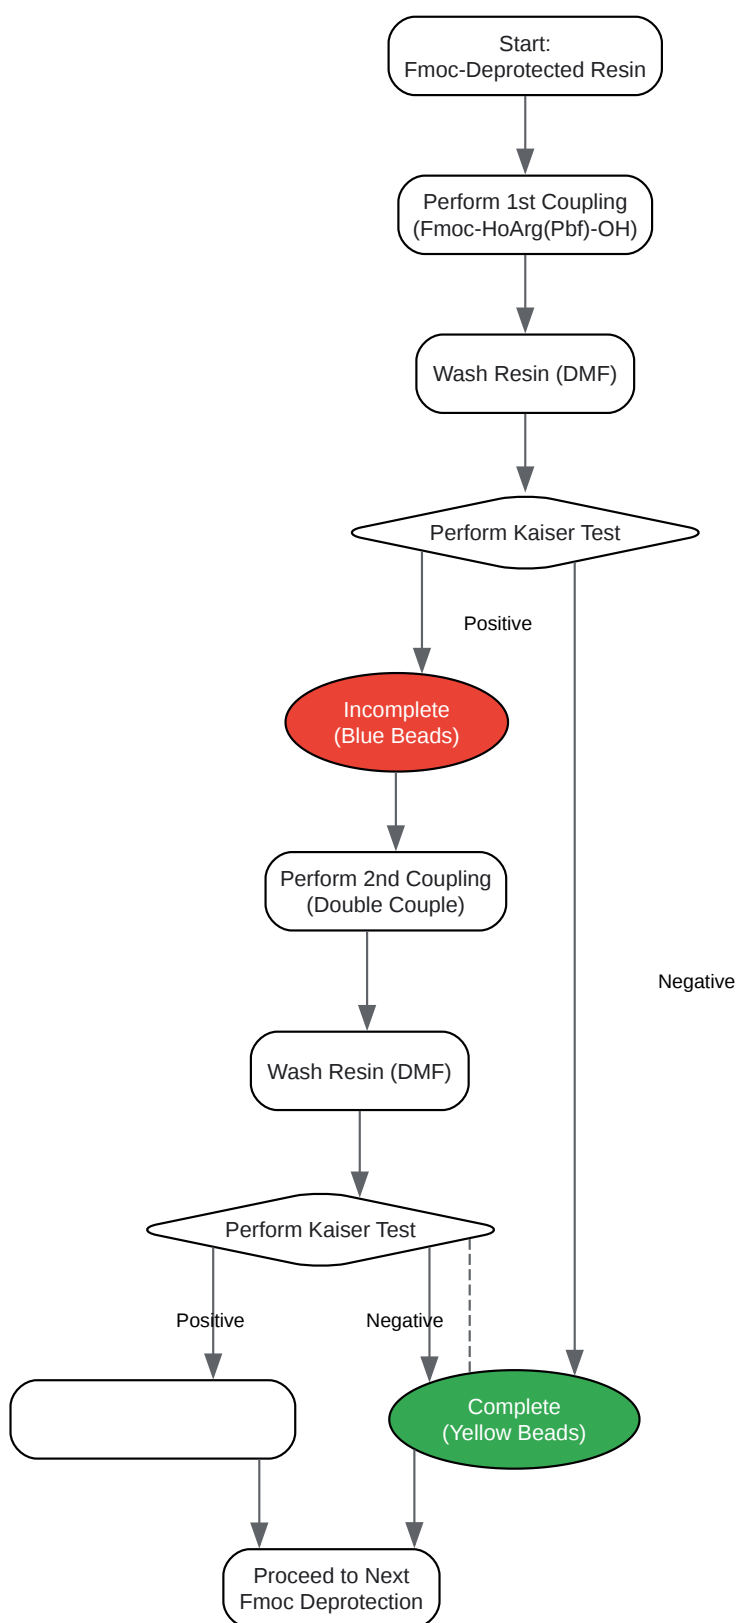 Start:
Fmoc-Deprotected Resin
Perform 1st Coupling
(Fmoc-HoArg(Pbf)-OH)
Wash Resin (DMF)
Perform Kaiser Test
Positive
Incomplete
(Blue Beads)
Perform 2nd Coupling
(Double Couple)
Negative
Wash Resin (DMF)
Perform Kaiser Test
Positive
Negative
Complete
(Yellow Beads)
Proceed to Next
Fmoc Deprotection